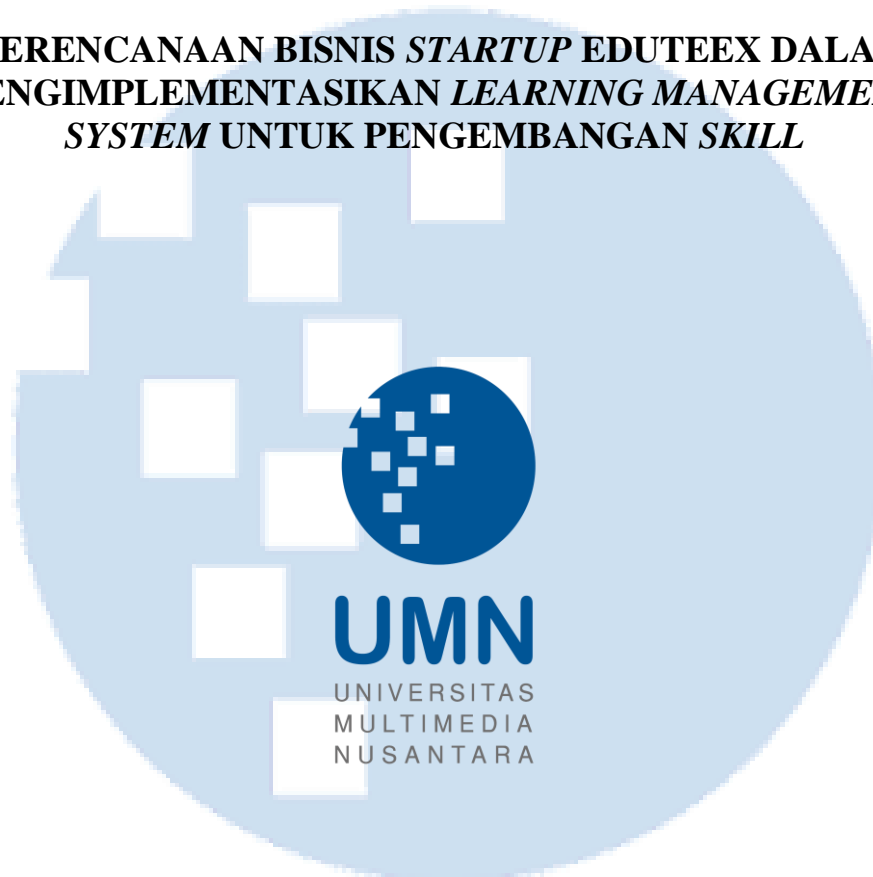 ERENCANAAN BISNIS STARTUP EDUTEEX DALA
ENGIMPLEMENTASIKAN LEARNING MANAGEME
SYSTEM UNTUK PENGEMBANGAN SKILL
UMN
UNIVERSITAS
MULTIMEDIA
NUSANTARA